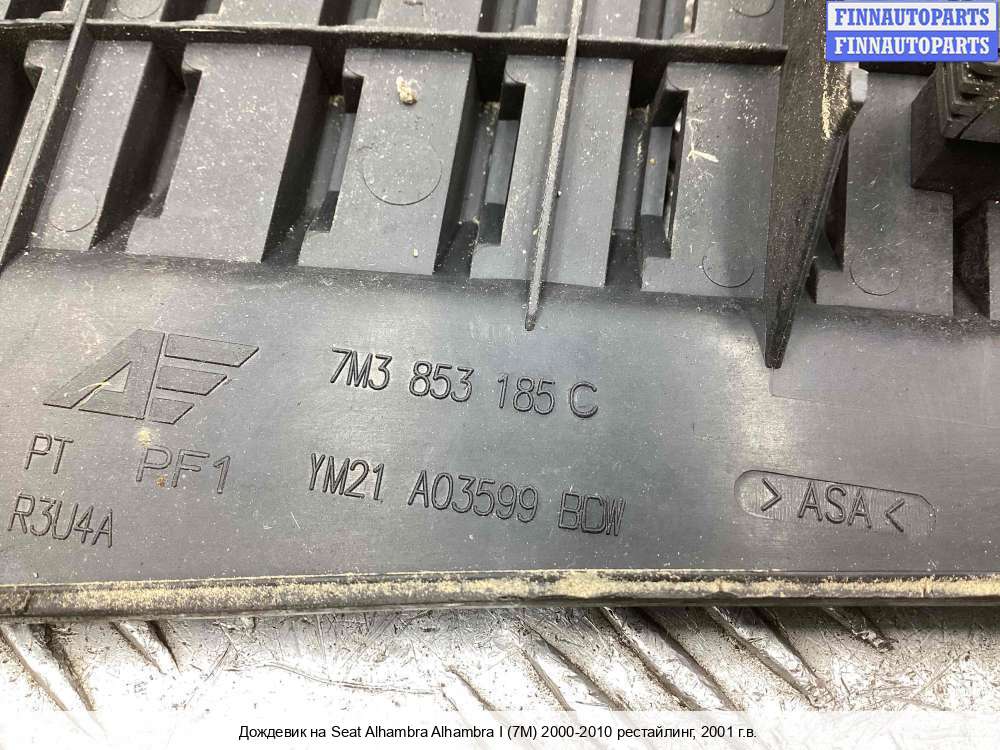 FINNAUTOPARTS
FINNAUTOPARTS
7M3 853 185 C
PT PF1 YM21 A03599 BDW
R3U4A
> ASA <
Дождевик на Seat Alhambra Alhambra I (7M) 2000-2010 рестайлинг, 2001 г.в.